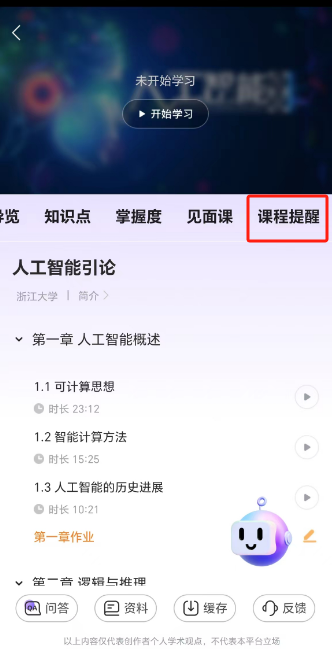 未开始学习
开始学习
导览 知识点 掌握度 见面课 课程提醒
人工智能引论
浙江大学 | 简介
第一章 人工智能概述
1.1 可计算思想
时长 23:12
1.2 智能计算方法
时长 15:25
1.3 人工智能的历史进展
时长 10:21
第一章作业
第二章 逻辑与推理
QA 问答 资料 缓存 反馈
以上内容仅代表创作者个人学术观点，不代表本平台立场